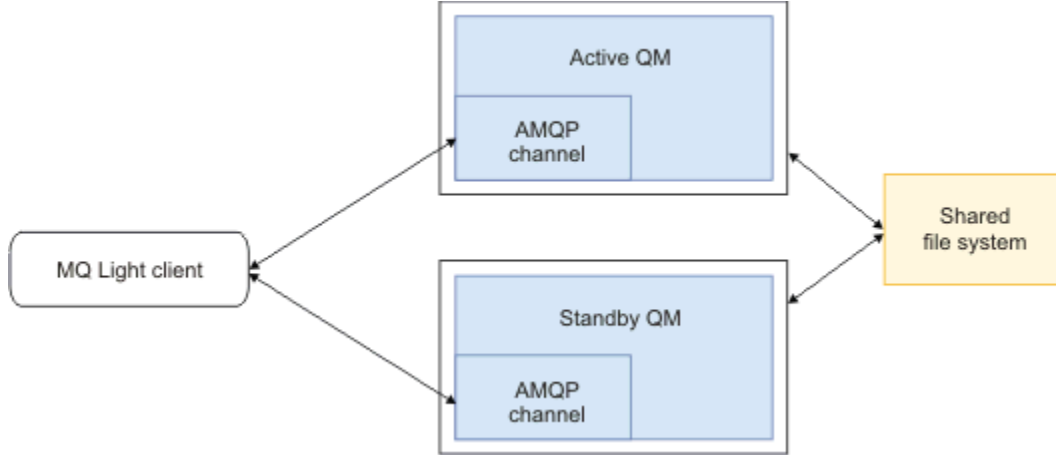 Active QM
AMQP
channel
MQ Light client
Shared
file system
Standby QM
AMQP
channel